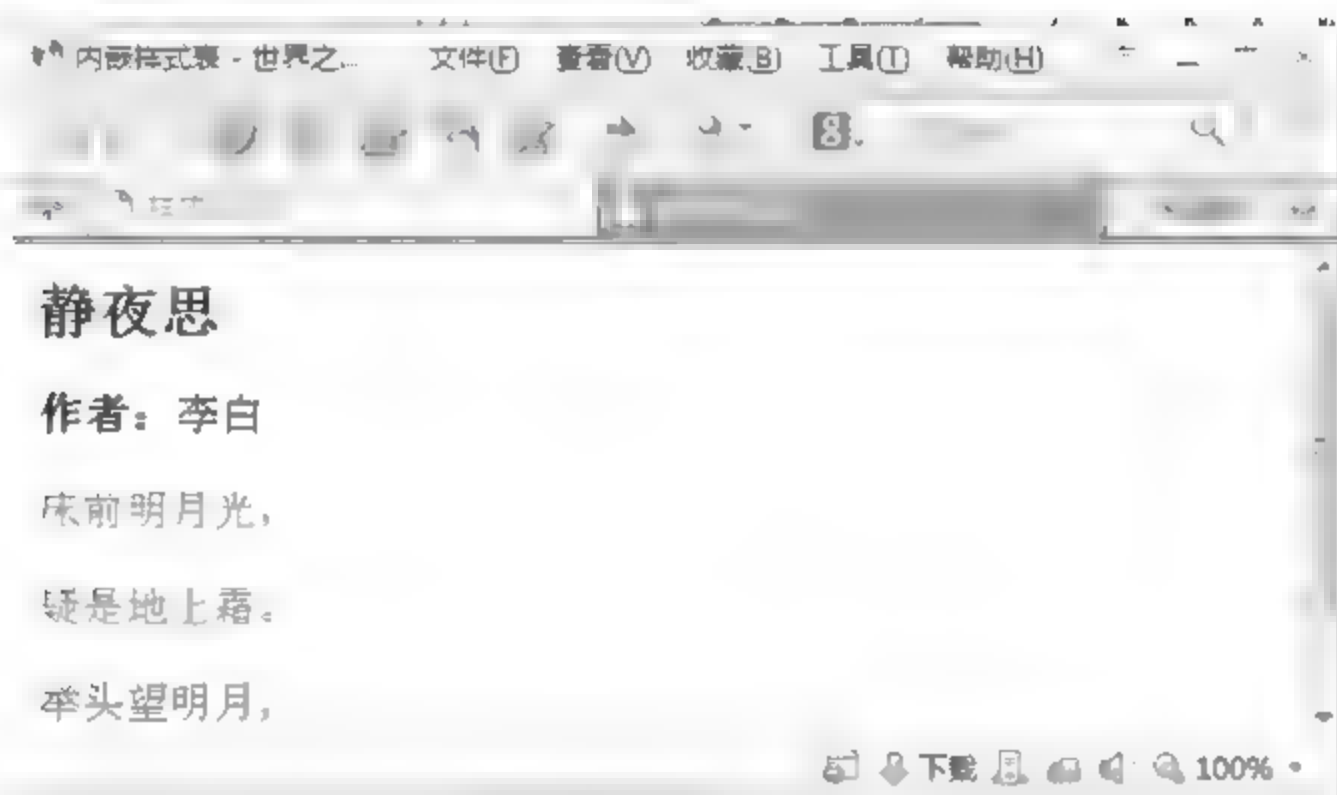 内嵌样式表 - 世界之... 文件(F) 查看(V) 收藏(B) 工具(T) 帮助(H)
静夜思
作者：李白
床前明月光，
疑是地上霜。
举头望明月，
下载 100%